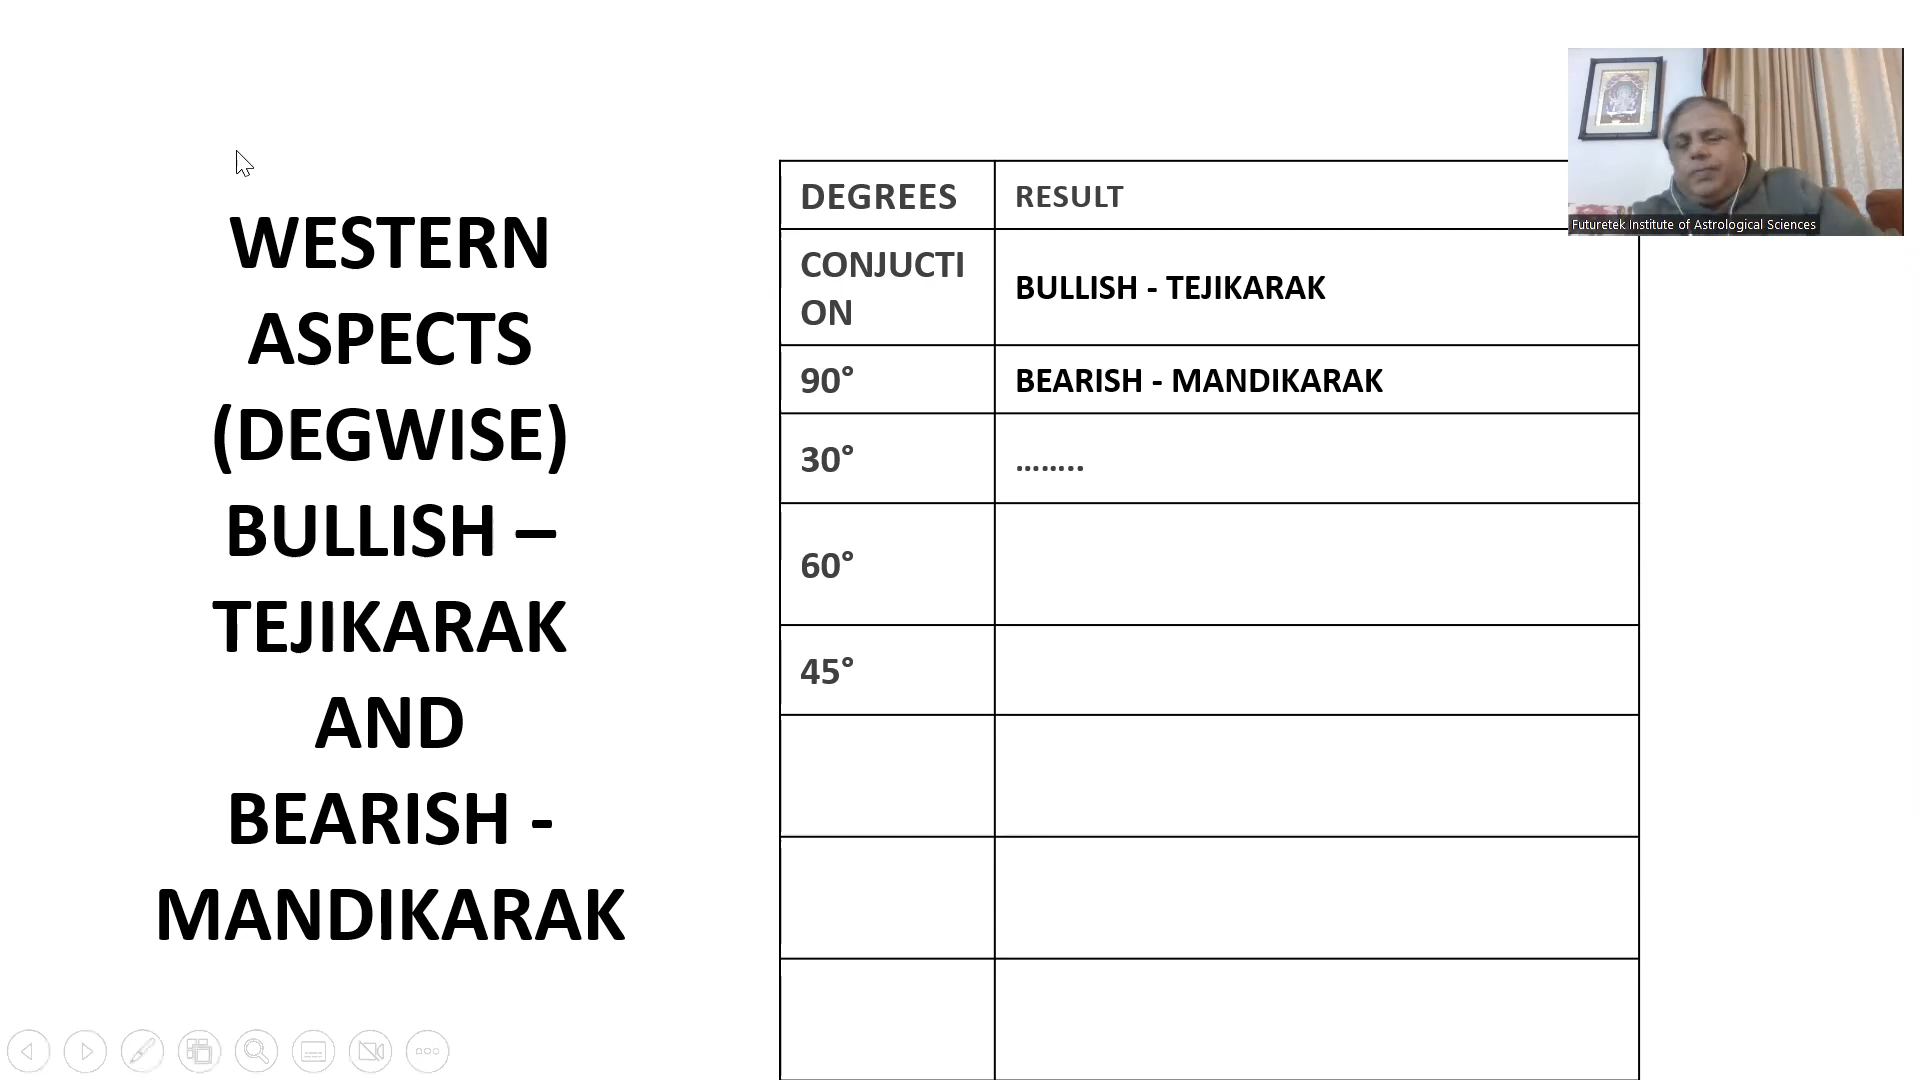 WESTERN
ASPECTS
(DEGWISE)
BULLISH –
TEJIKARAK
AND
BEARISH -
MANDIKARAK
DEGREES RESULT
CONJUCTI
ON
BULLISH - TEJIKARAK
90° BEARISH - MANDIKARAK
30° ........
60°
45°
Futuretek Institute of Astrological Sciences